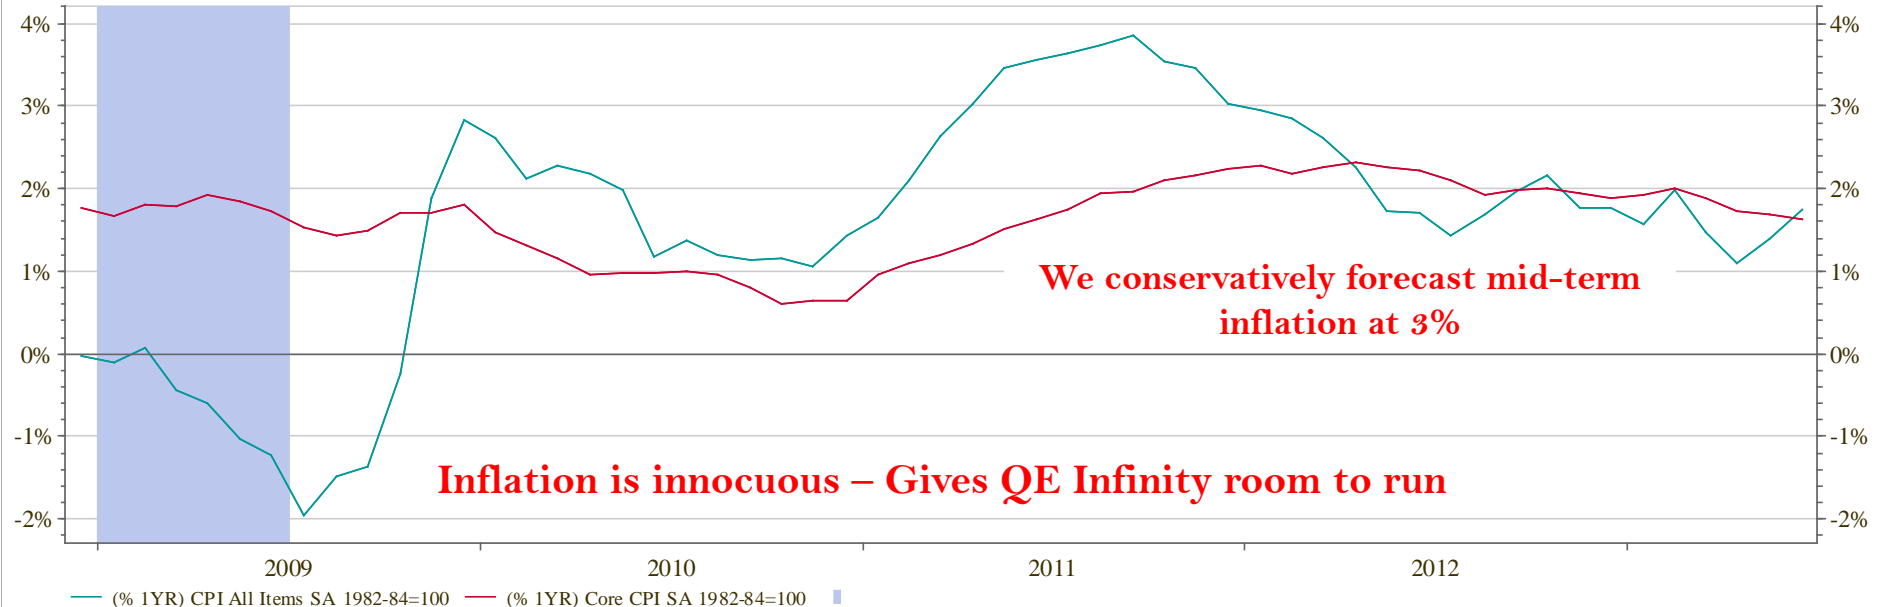 4% 4%
3% 3%
2% 2%
1% 1%
We conservatively forecast mid-term
inflation at 3%
0% 0%
-1% -1%
Inflation is innocuous – Gives QE Infinity room to run
-2% -2%
2009 2010 2011 2012
(% 1YR) CPI All Items SA 1982-84=100 (% 1YR) Core CPI SA 1982-84=100